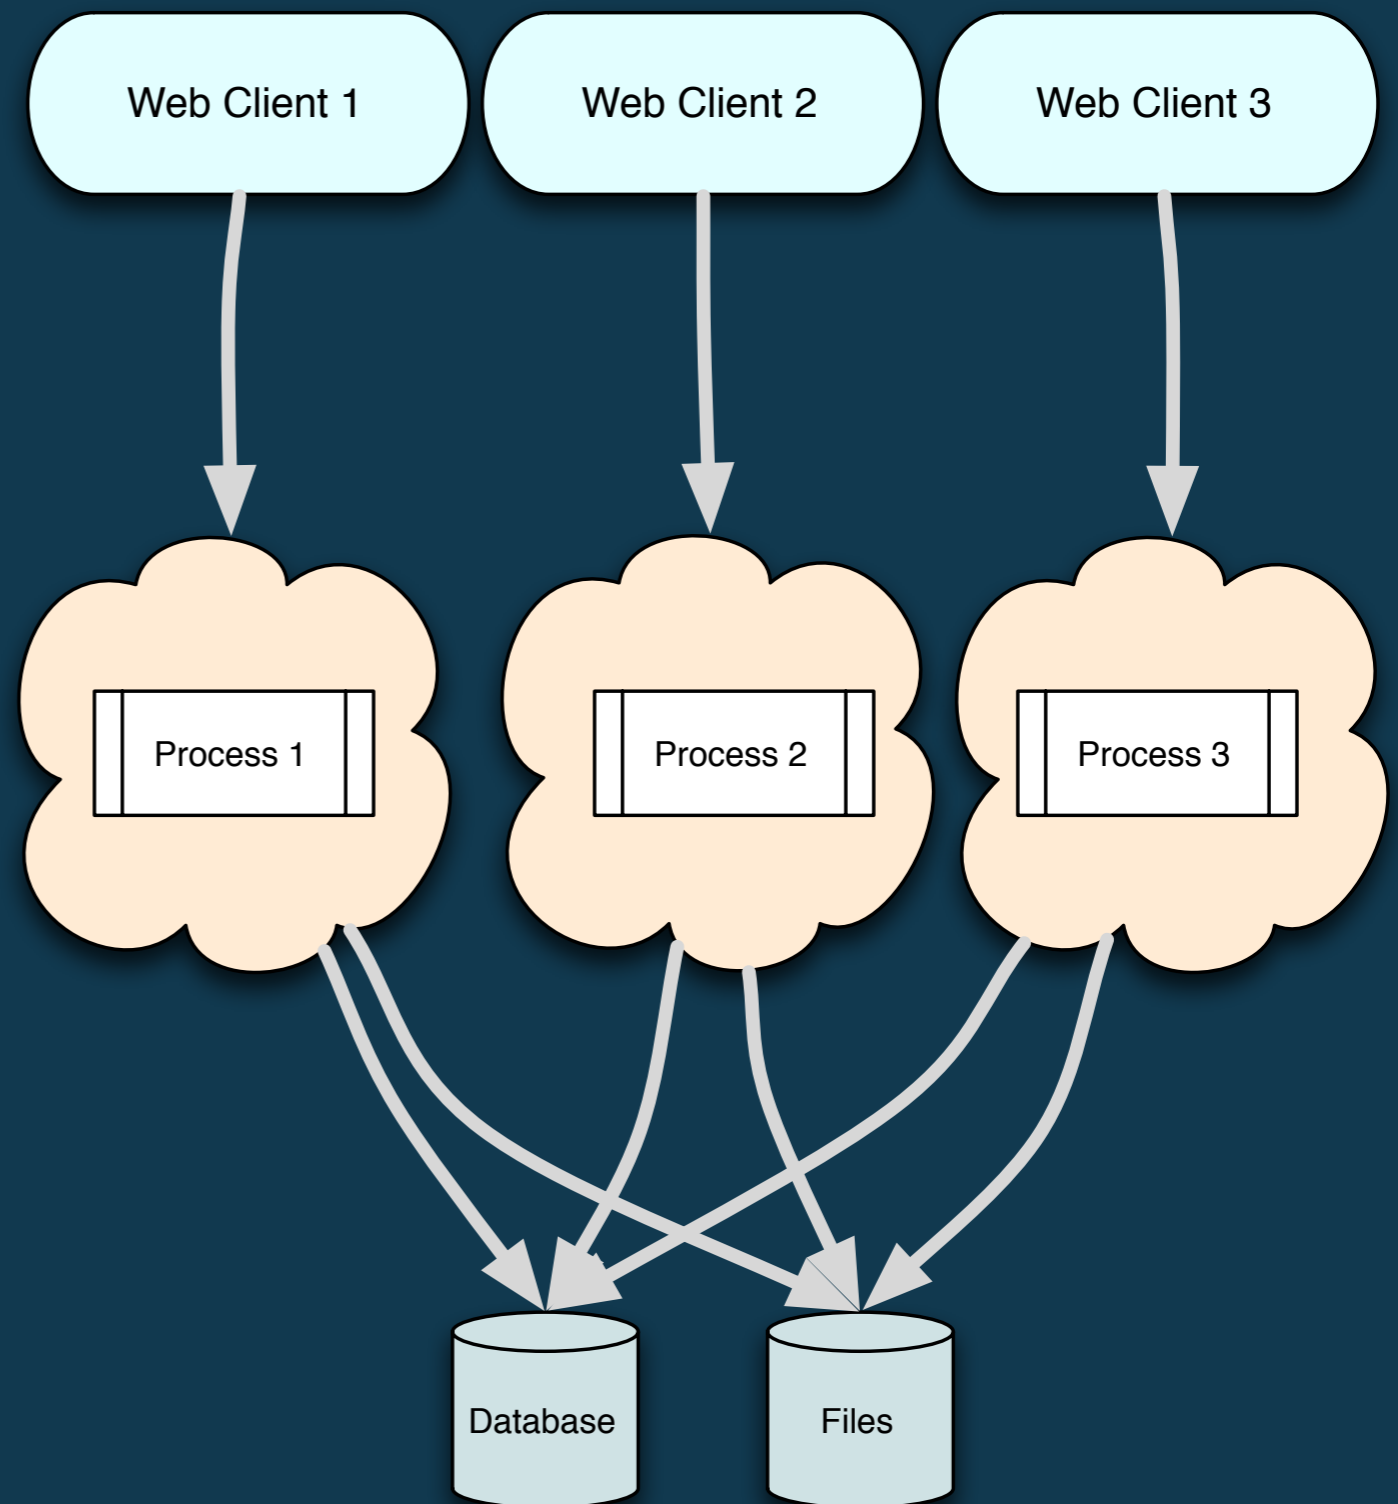 Web Client 1
Web Client 2
Web Client 3
Process 1
Process 2
Process 3
Database
Files